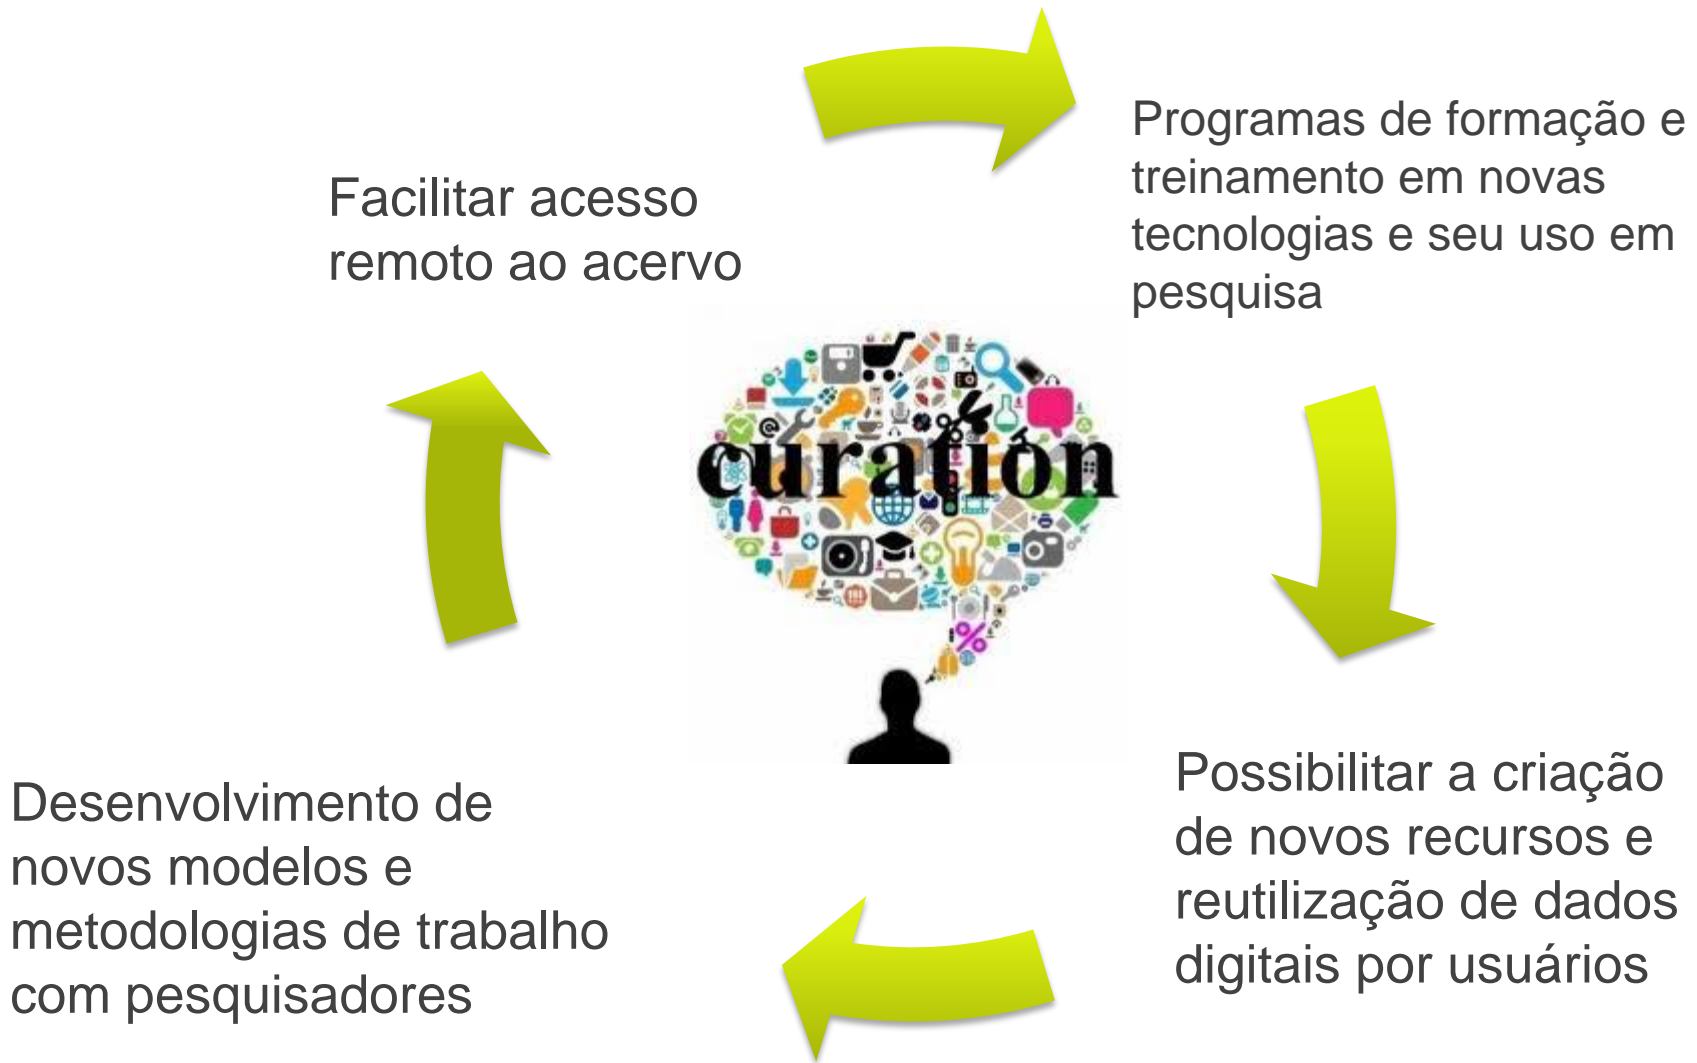 Facilitar acesso
remoto ao acervo
Programas de formação e
treinamento em novas
tecnologias e seu uso em
pesquisa
curation
Possibilitar a criação
de novos recursos e
reutilização de dados
digitais por usuários
Desenvolvimento de
novos modelos e
metodologias de trabalho
com pesquisadores